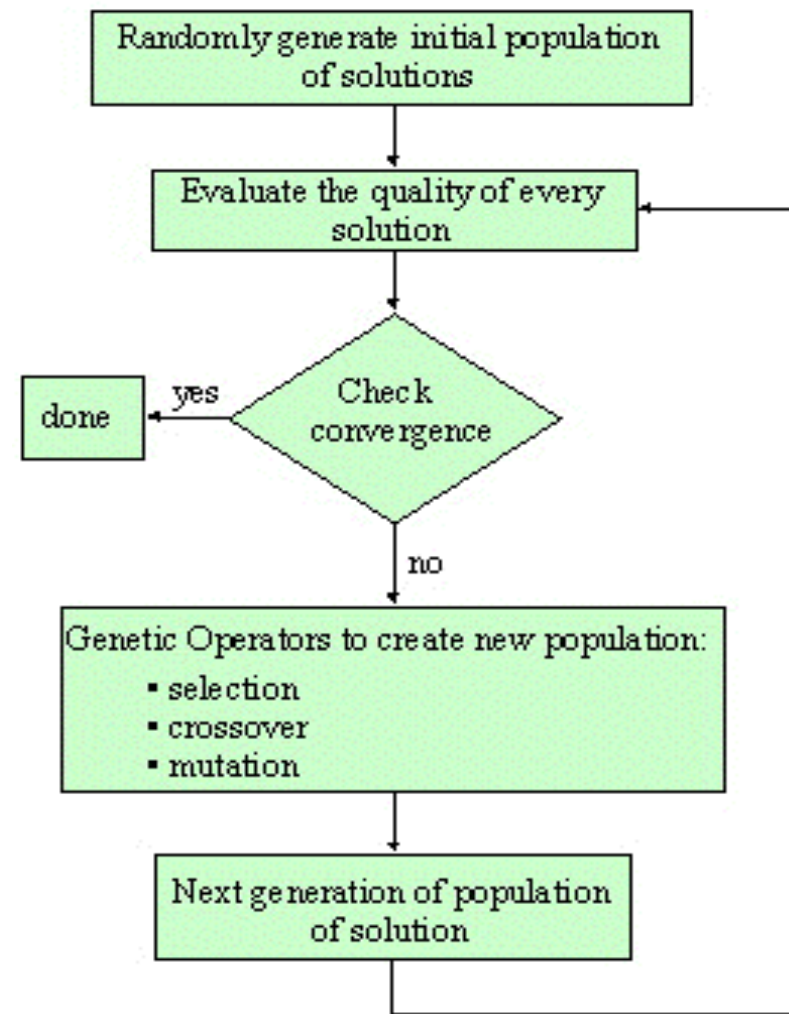 Randomly generate initial population
of solutions
Evaluate the quality of every
solution
Check
convergence
yes
done
no
Genetic Operators to create new population:
▪ selection
▪ crossover
▪ mutation
Next generation of population
of solution